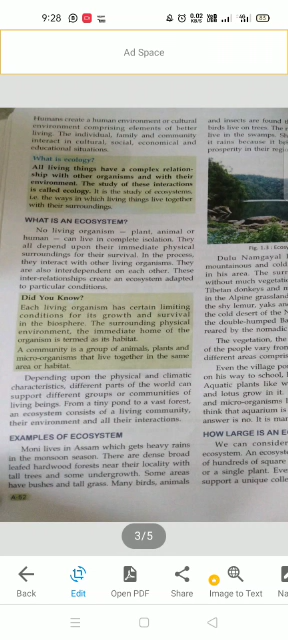 9:28
Ad Space
Humans create a human environment or cultural
environment comprising elements of better
living. The individual, family and community
interact in cultural, social, economical and
educational situations.
What is ecology?
All living things have a complex relation-
ship with other organisms and with their
environment. The study of these interactions
is called ecology. It is the study of ecosystems,
i.e. the ways in which living things live together
with their surroundings.
WHAT IS AN ECOSYSTEM?
No living organism — plant, animal or
human — can live in complete isolation. They
all depend upon their immediate physical
surroundings for their survival. In the process,
they interact with other living organisms. They
are also interdependent on each other. These
inter-relationships create an ecosystem adapted
to particular conditions.
Did You Know?
Each living organism has certain limiting
conditions for its growth and survival
in the biosphere. The surrounding physical
environment, the immediate home of the
organism is termed as its habitat.
A community is a group of animals, plants and
micro-organisms that live together in the same
area or habitat.
Depending upon the physical and climatic
characteristics, different parts of the world can
support different groups or communities of
living beings. From a tiny pond to a vast forest,
an ecosystem consists of a living community,
their environment and all their interactions.
EXAMPLES OF ECOSYSTEM
Moni lives in Assam which gets heavy rains
in the monsoon season. There are dense broad
leafed hardwood forests near their locality with
tall trees and some undergrowth. Some areas
have bushes and tall grass. Many birds, animals
A-52
and insects are found
birds live on trees. The
live in the swamps.
it rains because it
prosperity in their
Fig. 1.3 :
Dulu Namgayal
mountainous and cold
in his area. The
without much
Tibetan donkeys and
in the Alpine grassland
the shy lemur, yaks and
the cold desert of the
the double-humped
reared by the nomadic
The vegetation, the
of the people vary from
different areas
Even the village
on his way to school,
Aquatic plants like
and lotus grow in it.
and micro-organisms
think that aquarium is
answer is no. It is
HOW LARGE IS AN
We can consider
ecosystem. An
of hundreds of square
or a single plant.
support a unique
3/5
Back
Edit
Open PDF
Share
Image to Text
Na